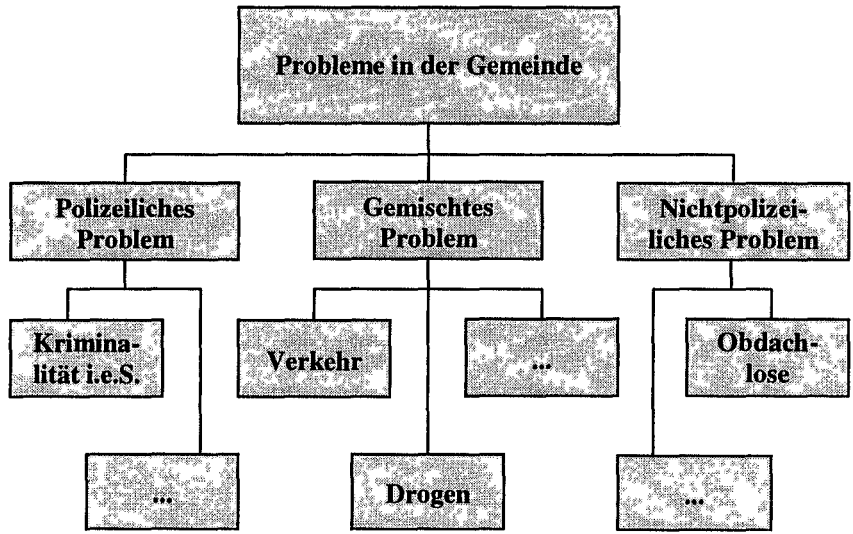 Probleme in der Gemeinde
Polizeiliches
Problem
Gemischtes
Problem
Nichtpolizei-
liches Problem
Krimina-
lität i.e.S.
Verkehr
...
Obdach-
lose
...
Drogen
...